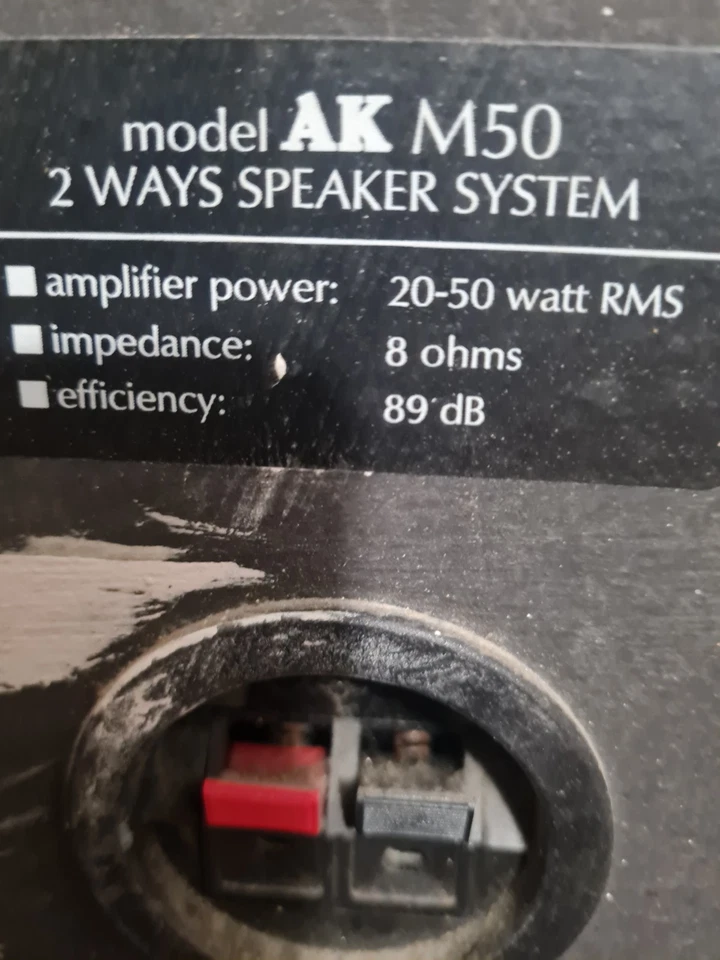 model AK M50
2 WAYS SPEAKER SYSTEM
amplifier power: 20-50 watt RMS
impedance: 8 ohms
efficiency: 89 dB